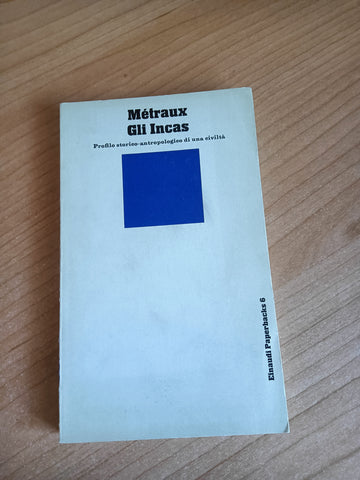 Métraux
Gli Incas
Profilo storico-antropologico di una civiltà
Einaudi Paperbacks 6